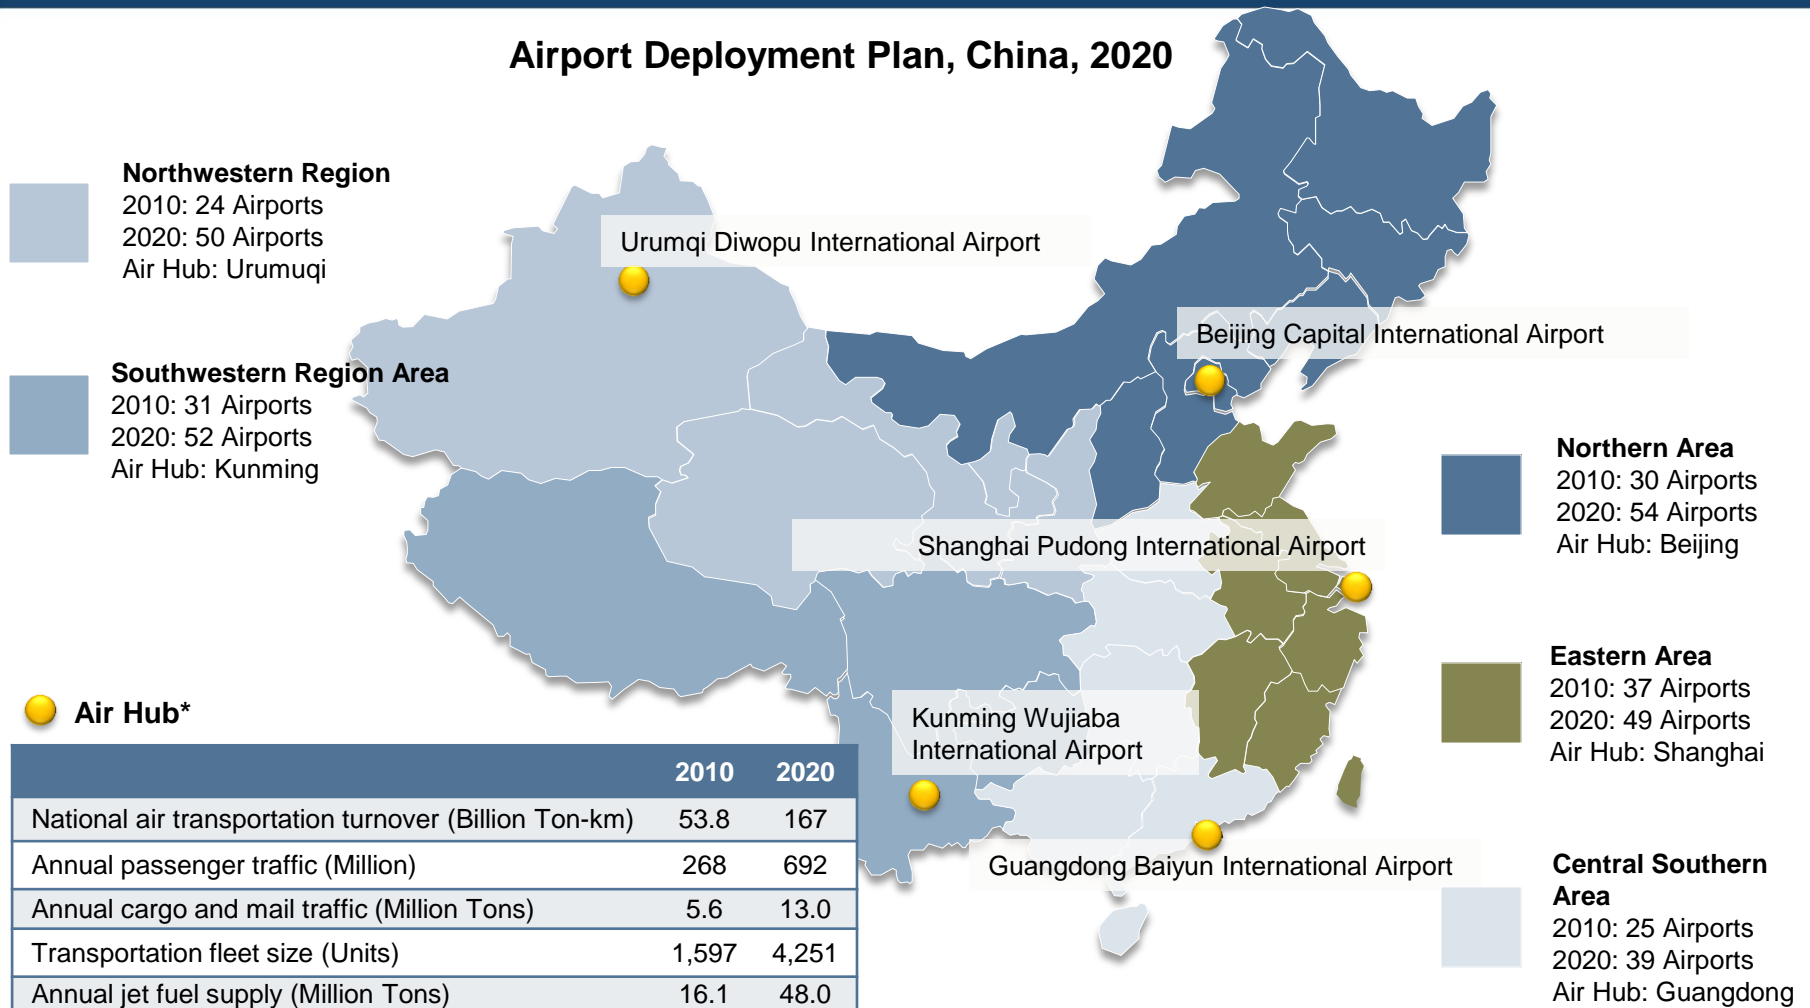 Airport Deployment Plan, China, 2020
Northwestern Region
2010: 24 Airports
2020: 50 Airports
Air Hub: Urumuqi
Urumqi Diwopu International Airport
Beijing Capital International Airport
Southwestern Region Area
2010: 31 Airports
2020: 52 Airports
Air Hub: Kunming
Northern Area
2010: 30 Airports
2020: 54 Airports
Air Hub: Beijing
Shanghai Pudong International Airport
Eastern Area
2010: 37 Airports
2020: 49 Airports
Air Hub: Shanghai
Kunming Wujiaba
International Airport
Guangdong Baiyun International Airport
Central Southern
Area
2010: 25 Airports
2020: 39 Airports
Air Hub: Guangdong
Air Hub*
2010 2020
National air transportation turnover (Billion Ton-km) 53.8 167
Annual passenger traffic (Million) 268 692
Annual cargo and mail traffic (Million Tons) 5.6 13.0
Transportation fleet size (Units) 1,597 4,251
Annual jet fuel supply (Million Tons) 16.1 48.0